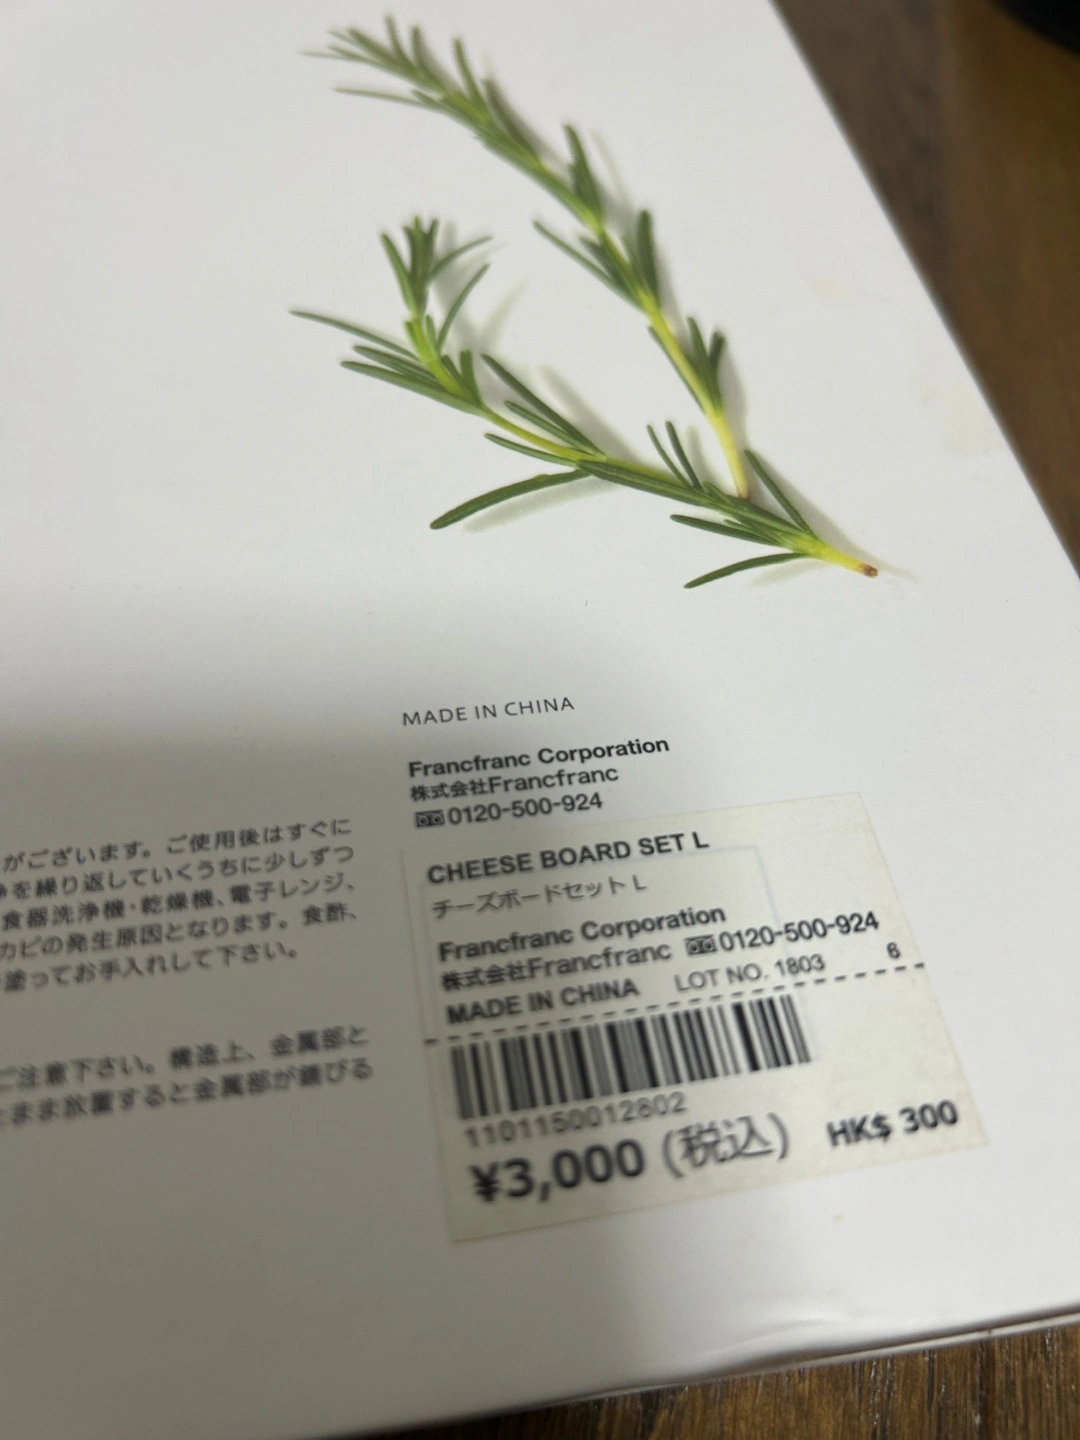 MADE IN CHINA
Francfranc Corporation
株式会社Francfranc
0120-500-924
がございます。ご使用後はすぐに
を繰り返していくうちに少しずつ
食器洗浄機・乾燥機、電子レンジ、
カビの発生原因となります。食酢、
塗ってお手入れして下さい。
ご注意下さい。構造上、金属部と
まま放置すると金属部が錆びる
CHEESE BOARD SET L
チーズボードセット L
Francfranc Corporation
株式会社Francfranc 0120-500-924
MADE IN CHINA LOT NO. 1803 6
1101150012802
¥3,000 (税込) HK$ 300